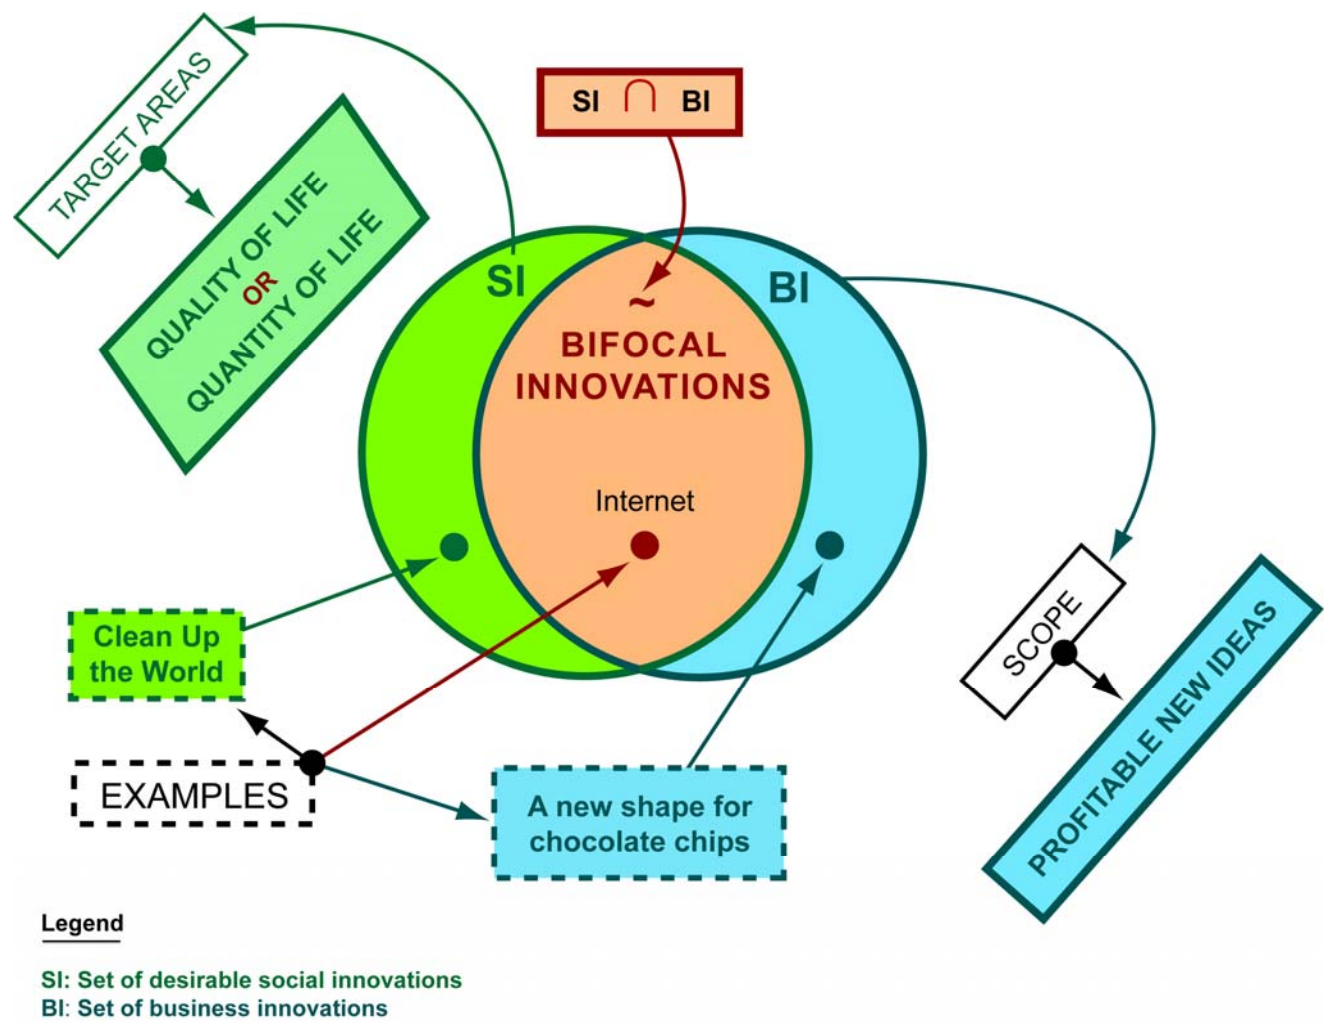 TARGET AREAS
QUALITY OF LIFE
OR
QUANTITY OF LIFE
SI ∩ BI
SI
BI
~
BIFOCAL
INNOVATIONS
Internet
Clean Up
the World
EXAMPLES
A new shape for
chocolate chips
SCOPE
PROFITABLE NEW IDEAS
Legend
SI: Set of desirable social innovations
BI: Set of business innovations